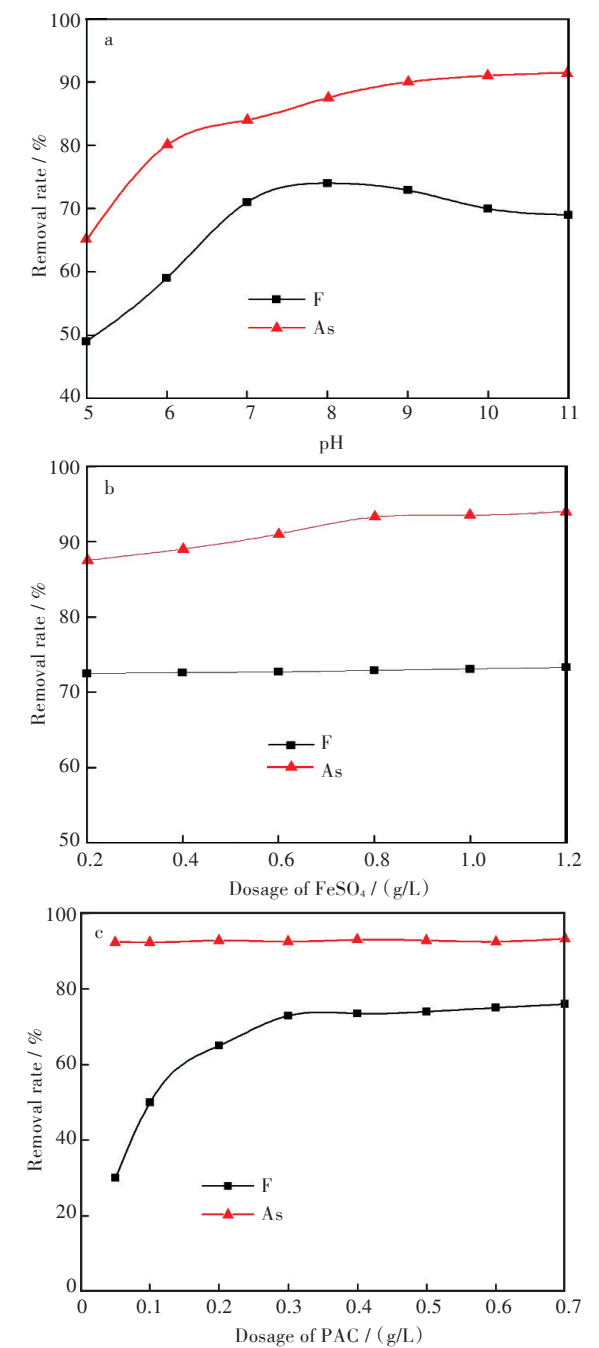 a
100
90
80
70
60
50
40
Removal rate / %
F
As
5 6 7 8 9 10 11
pH
b
100
90
80
70
60
50
Removal rate / %
F
As
0.2 0.4 0.6 0.8 1.0 1.2
Dosage of FeSO₄ / (g/L)
c
100
80
60
40
20
0
Removal rate / %
F
As
0 0.1 0.2 0.3 0.4 0.5 0.6 0.7
Dosage of PAC / (g/L)